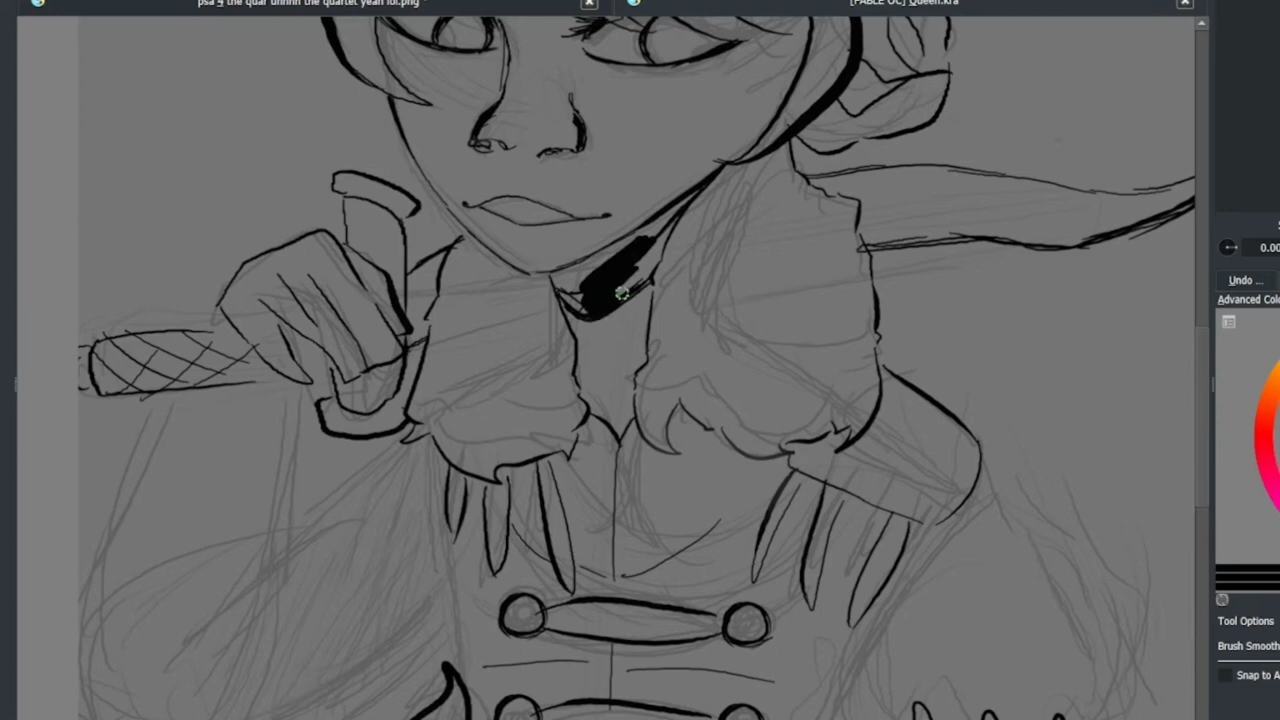 psa 4 the quar unnnn the quartet yeah lol.png
[FABLE OC] Queen.kra
0.00
Undo ...
Advanced Colo
Tool Options
Brush Smooth
Snap to A